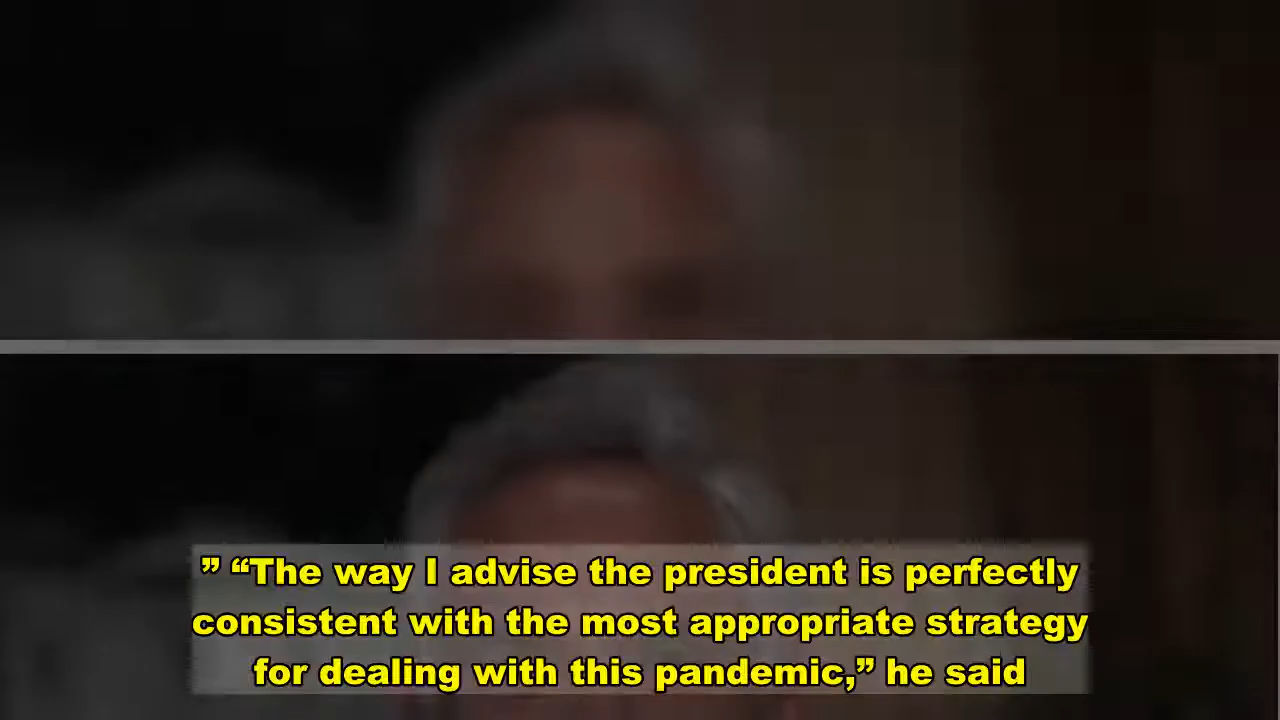 ” “The way I advise the president is perfectly
consistent with the most appropriate strategy
for dealing with this pandemic,” he said